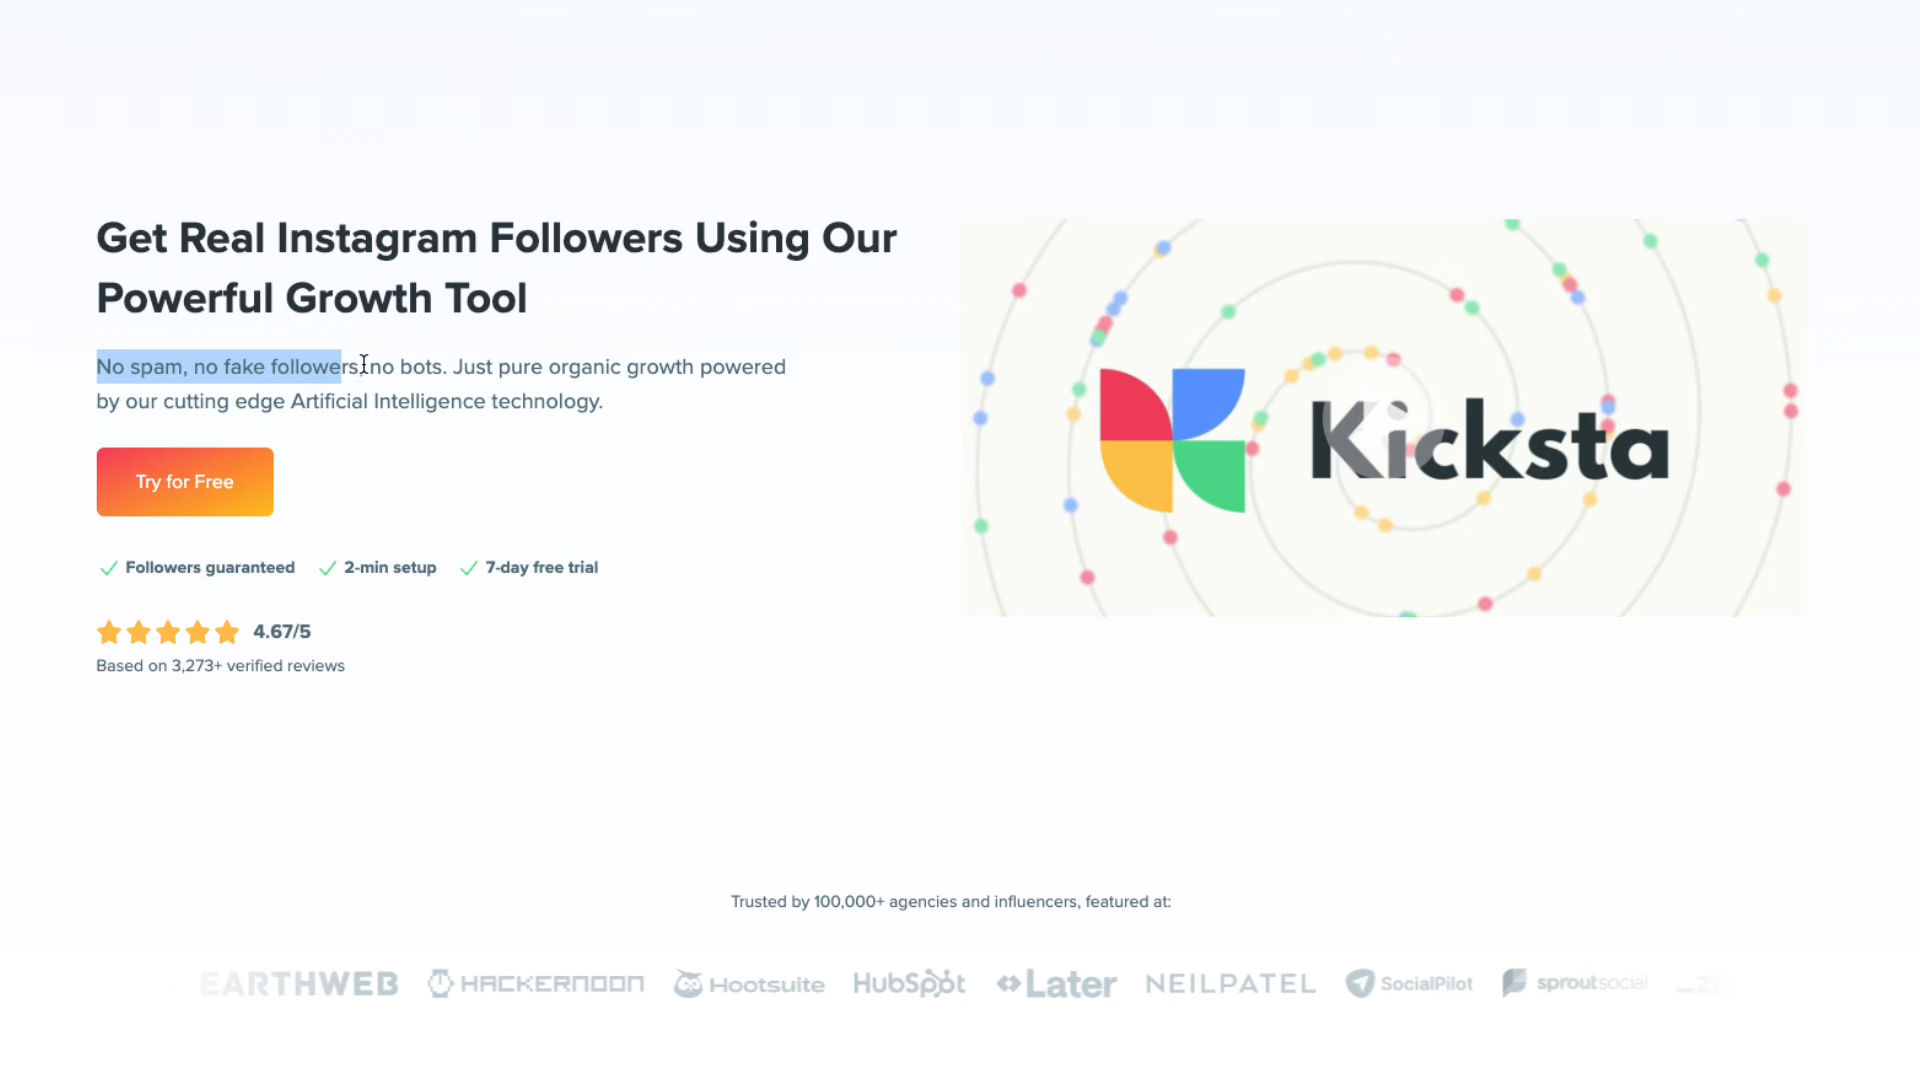 Get Real Instagram Followers Using Our
Powerful Growth Tool
No spam, no fake followers, no bots. Just pure organic growth powered
by our cutting edge Artificial Intelligence technology.
Try for Free
Followers guaranteed
2-min setup
7-day free trial
4.67/5
Based on 3,273+ verified reviews
Kicksta
Trusted by 100,000+ agencies and influencers, featured at:
EARTHWEB
HACKERNOON
Hootsuite
HubSpot
Later
NEILPATEL
SocialPilot
sproutsocial